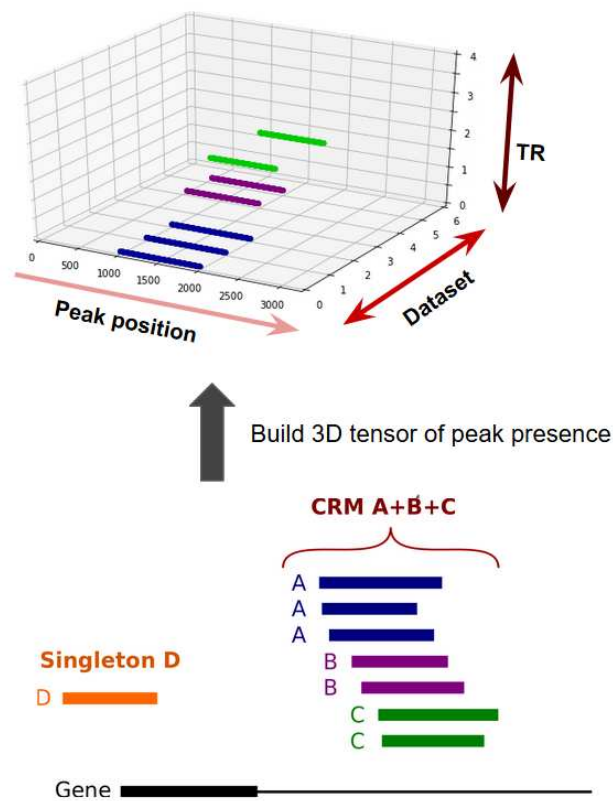 4
3
2
1
0
TR
6
5
4
3
2
1
0
Dataset
0
500
1000
1500
2000
2500
3000
Peak position
Build 3D tensor of peak presence
CRM A+B+C
A
A
A
Singleton D
B
D
B
C
C
Gene